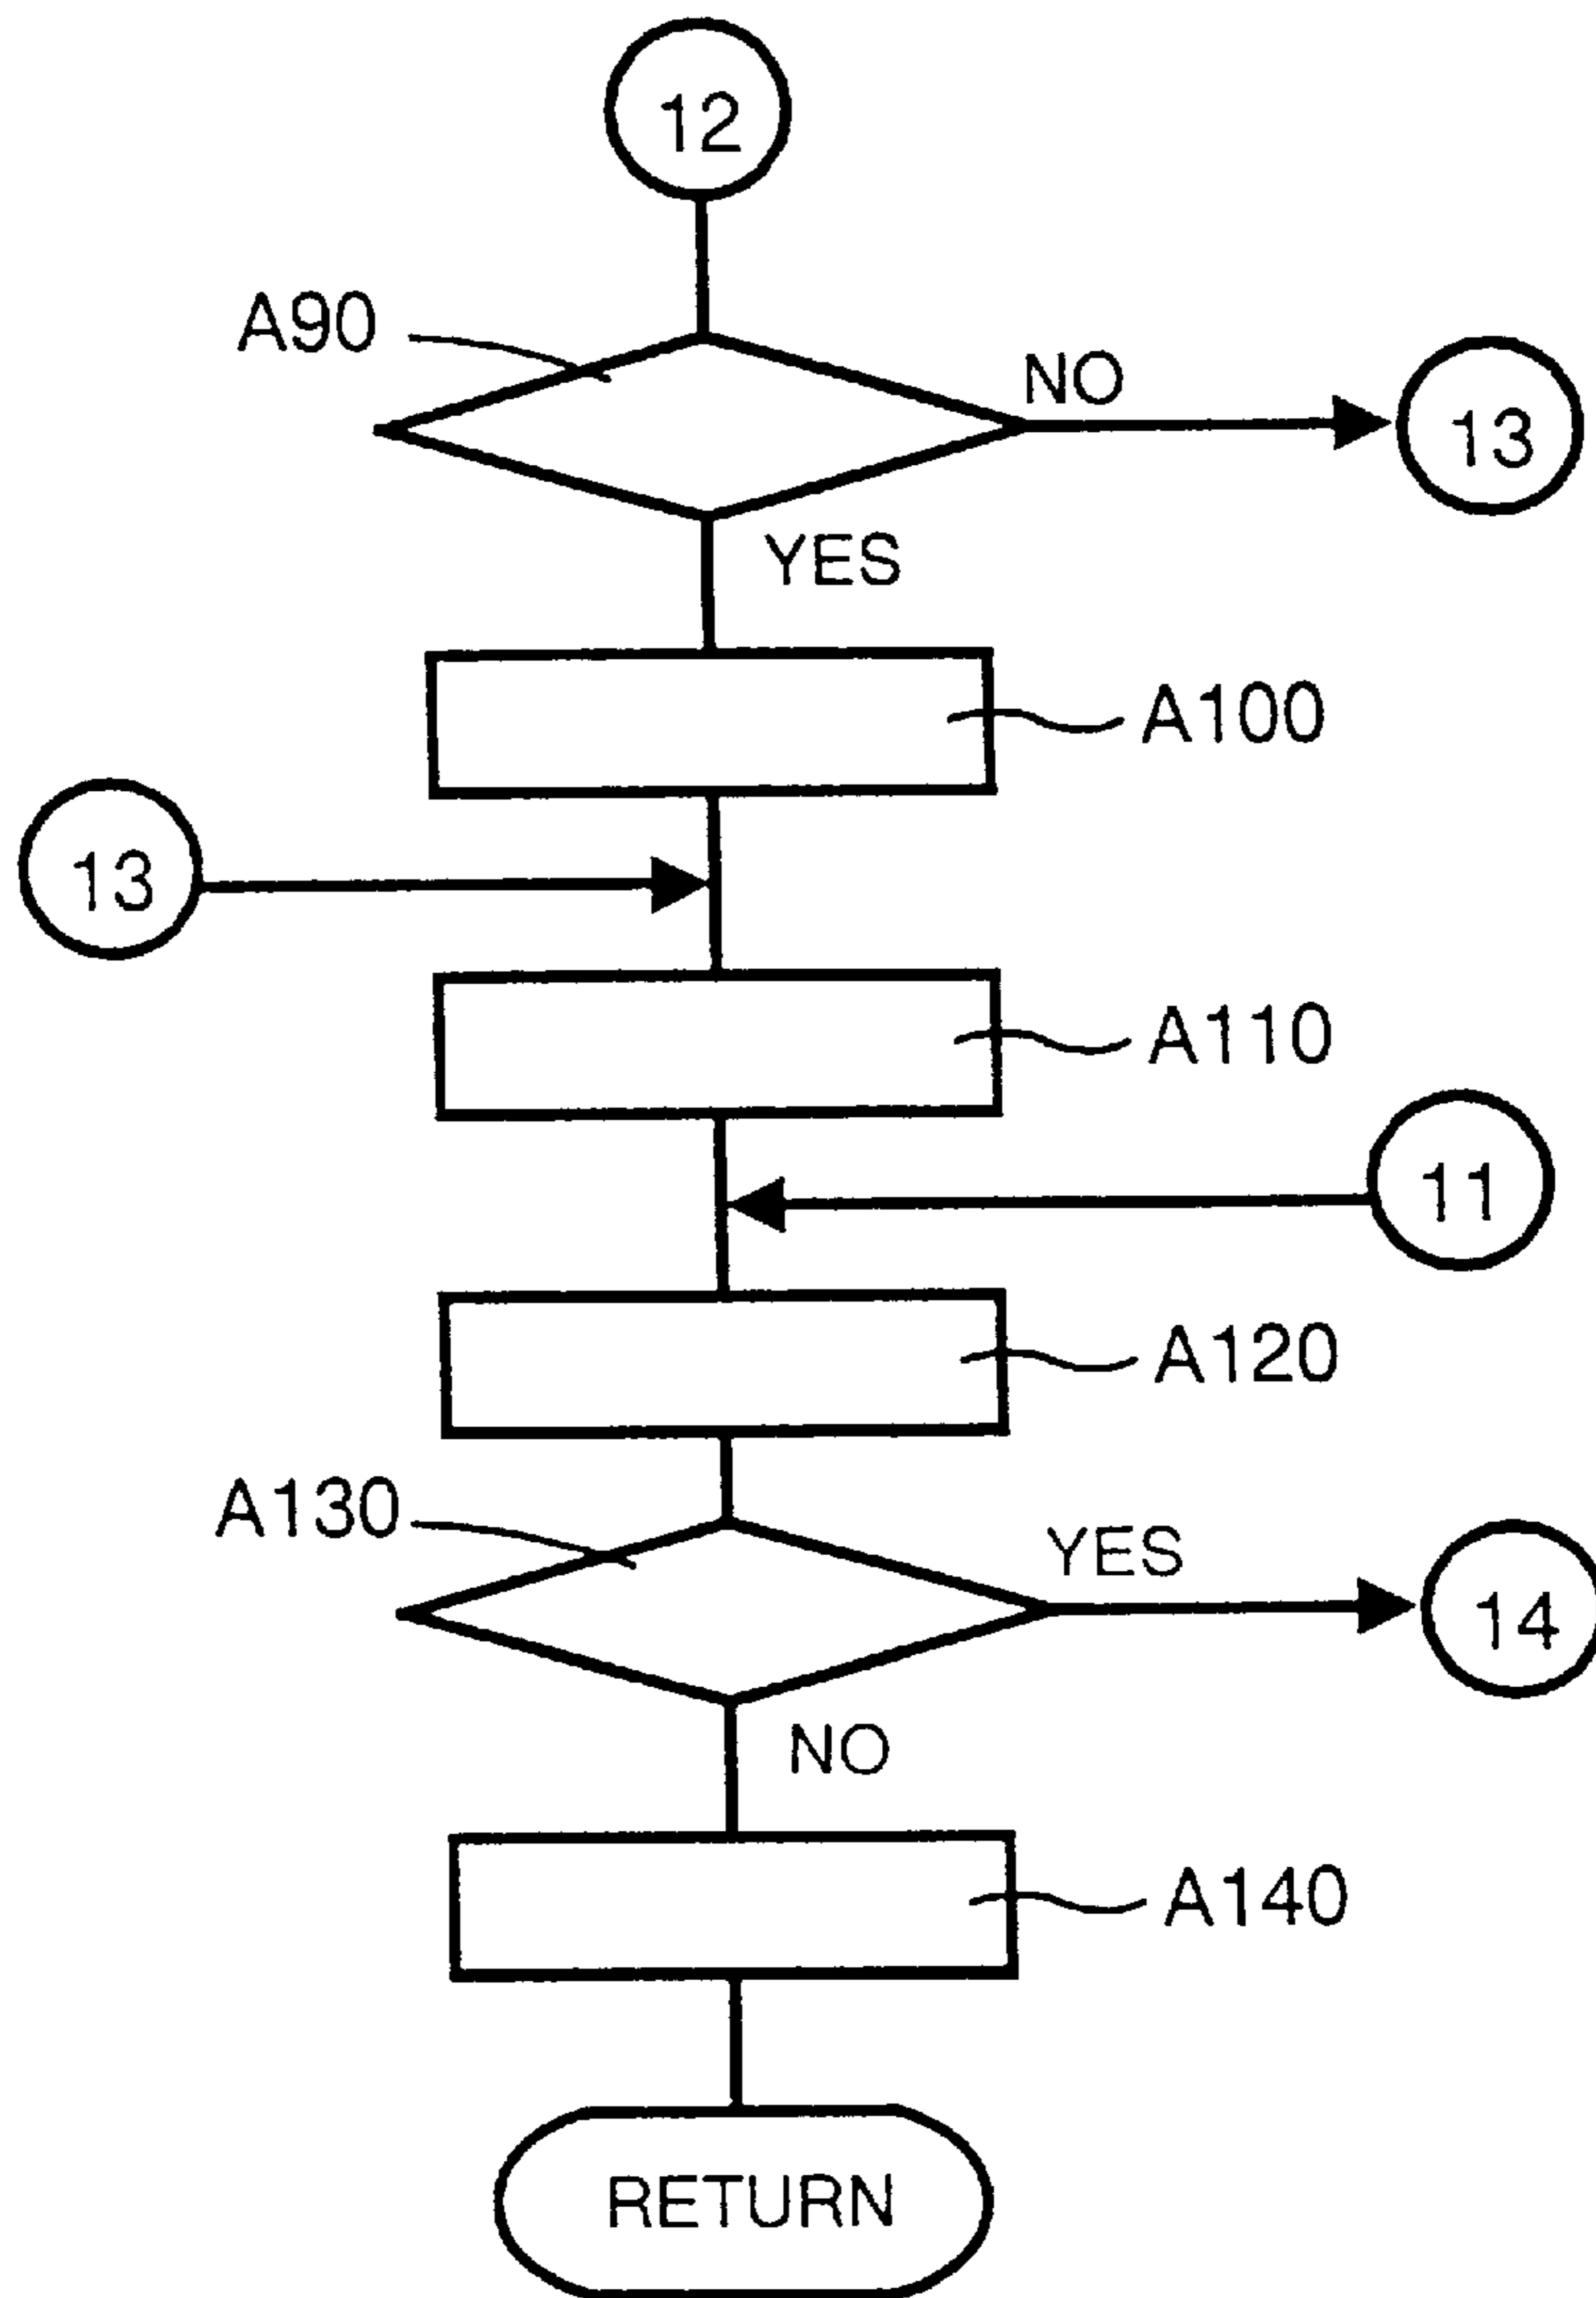 12
A90
NO
13
YES
A100
13
A110
11
A120
A130
YES
14
NO
A140
RETURN